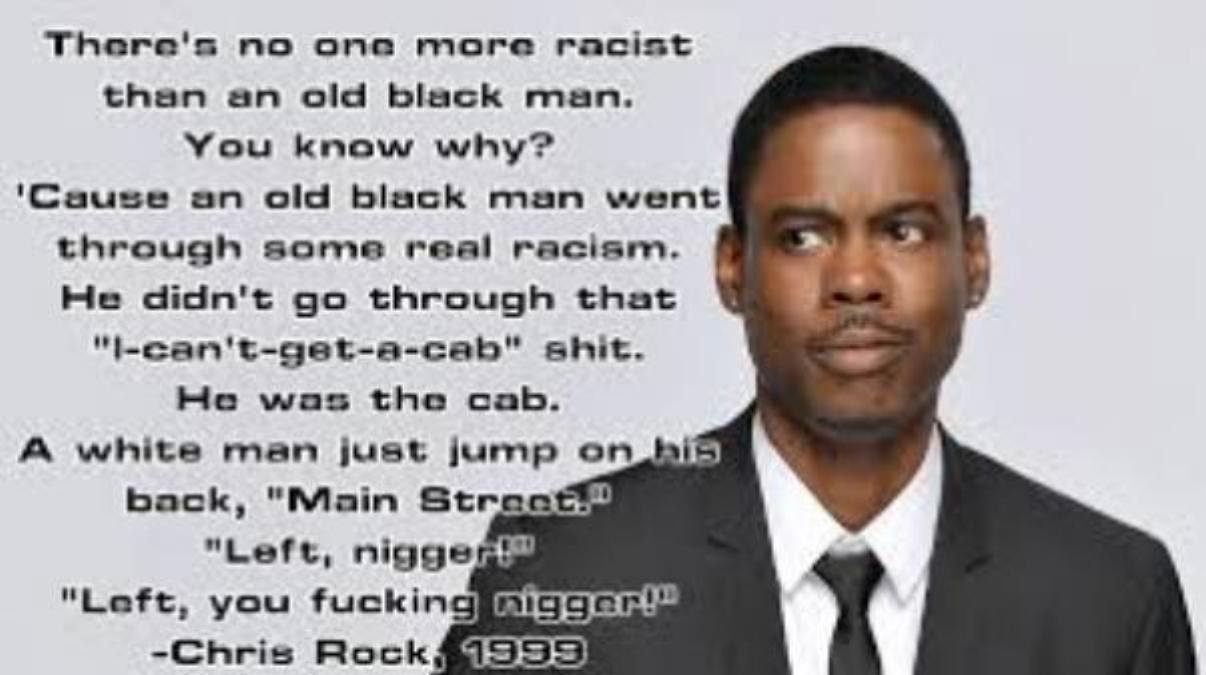 There's no one more racist
than an old black man.
You know why?
'Cause an old black man went
through some real racism.
He didn't go through that
"I-can't-get-a-cab" shit.
He was the cab.
A white man just jump on his
back, "Main Street."
"Left, nigger!"
"Left, you fucking nigger!"
-Chris Rock, 1999